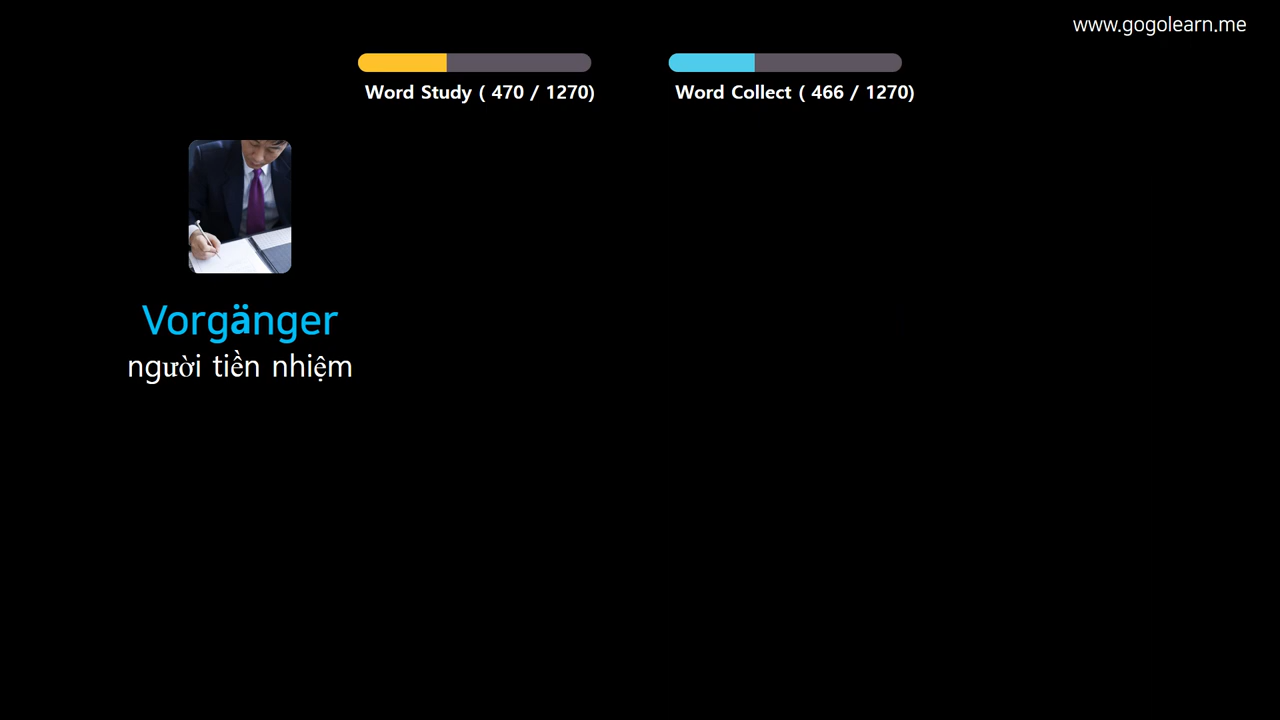 www.gogolearn.me
Word Study ( 470 / 1270)
Word Collect ( 466 / 1270)
Vorgänger
người tiền nhiệm